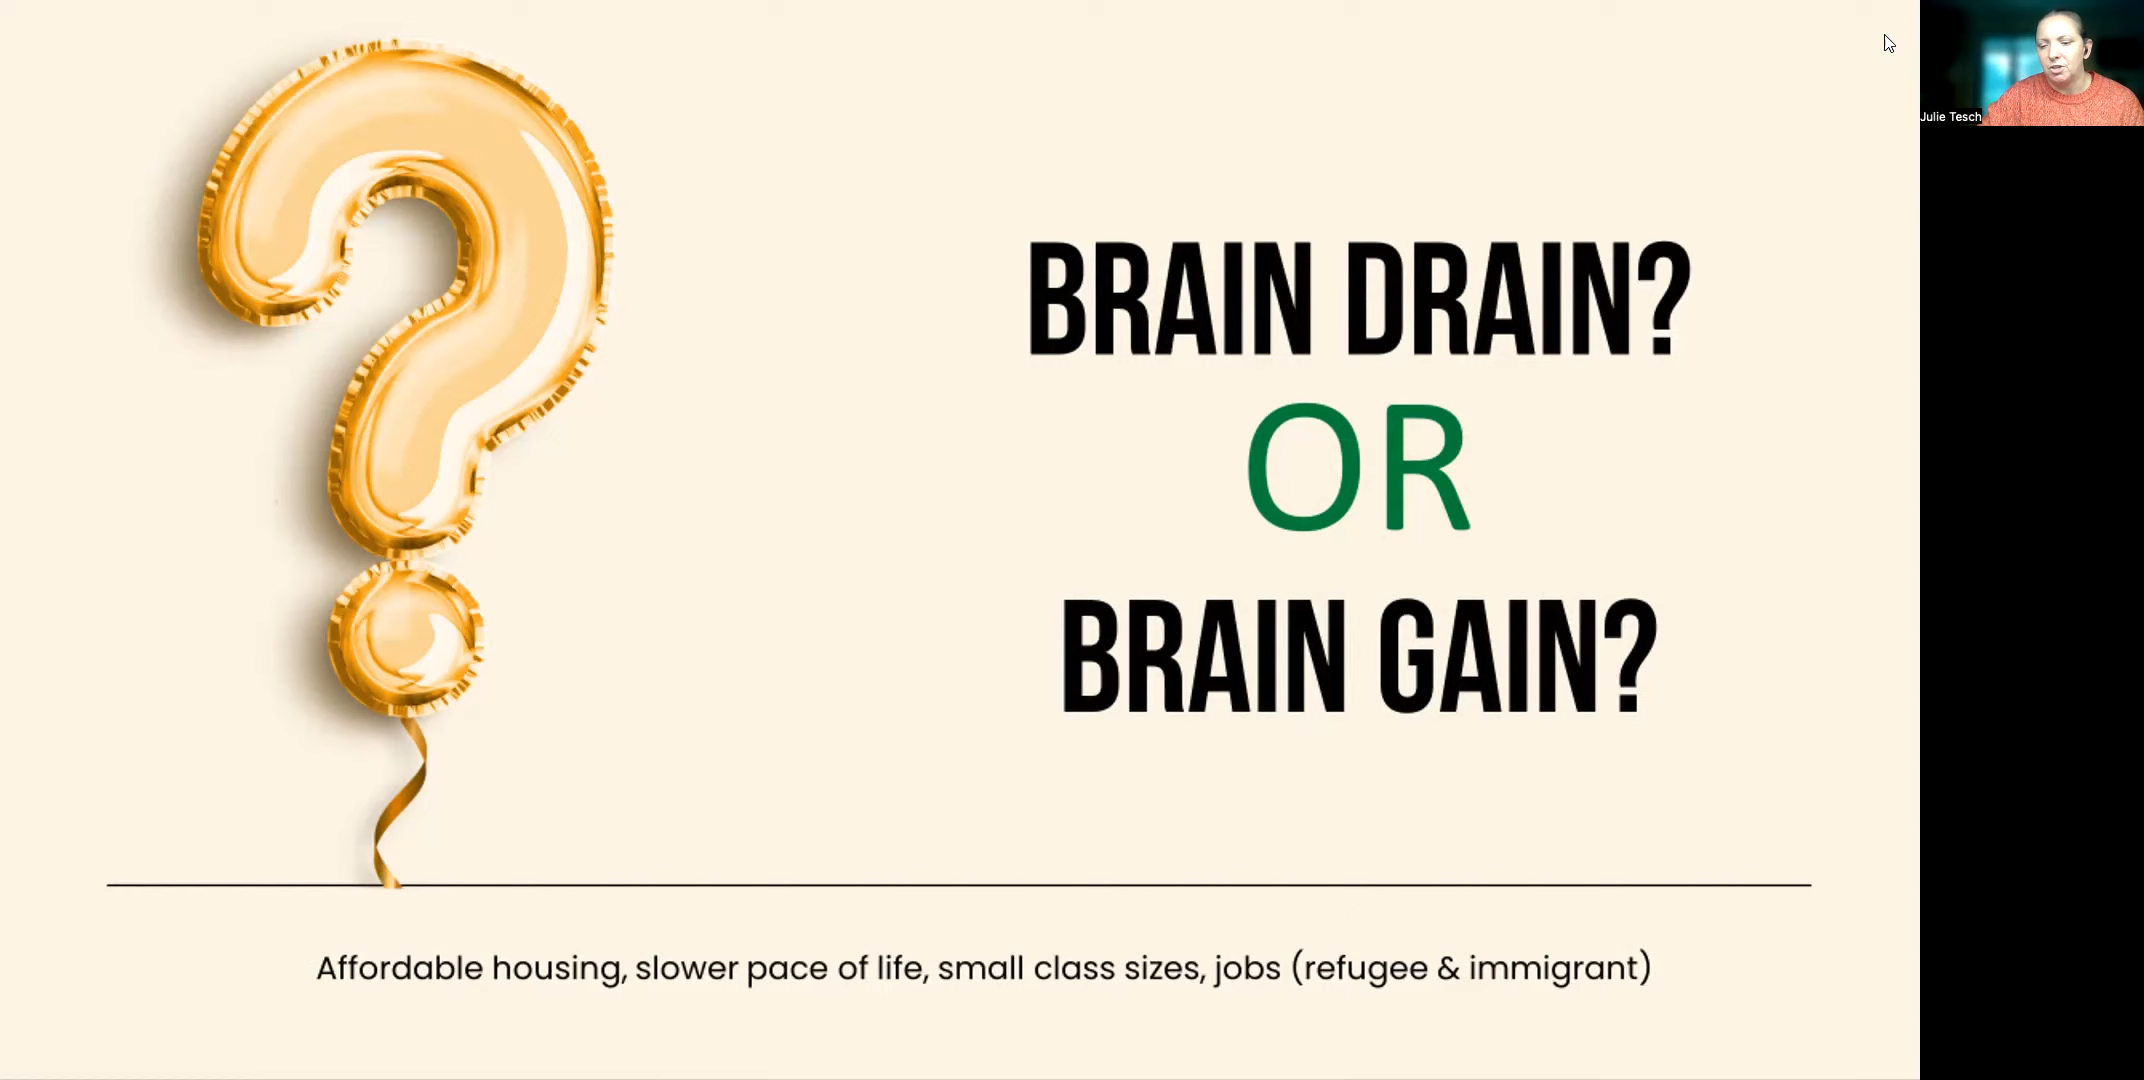 BRAIN DRAIN?
OR
BRAIN GAIN?
Affordable housing, slower pace of life, small class sizes, jobs (refugee & immigrant)
Julie Tesch